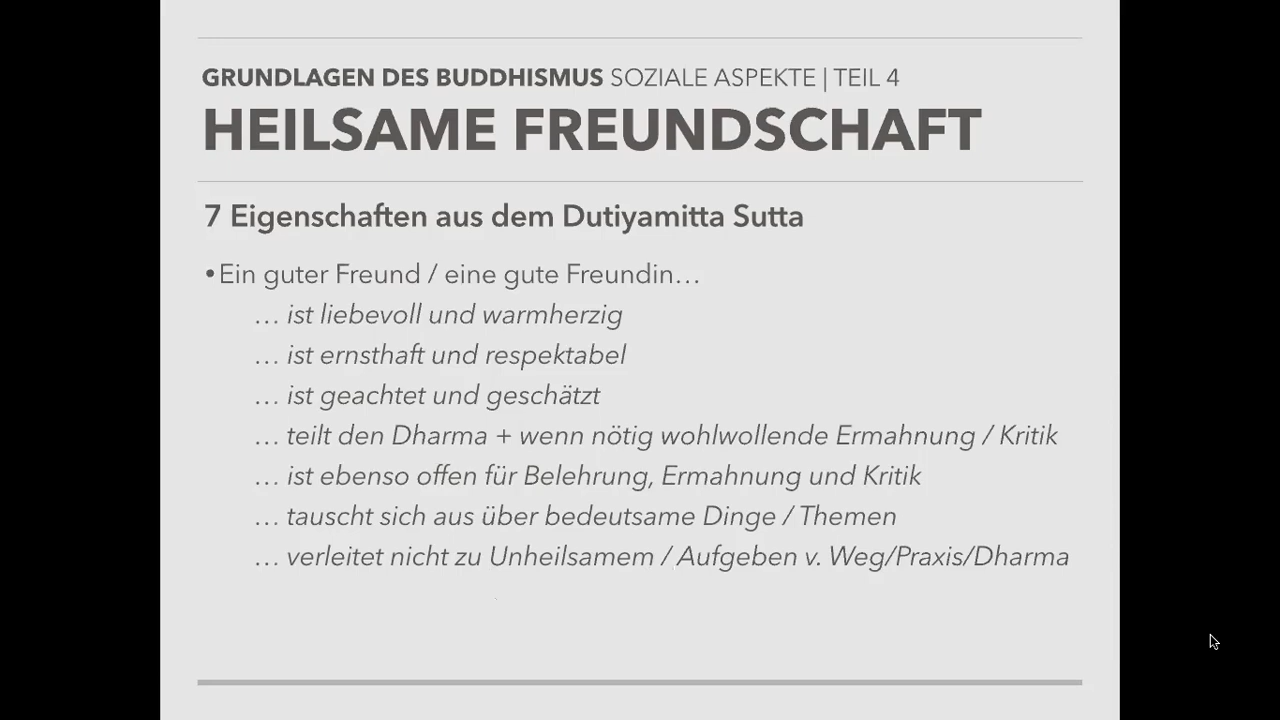 GRUNDLAGEN DES BUDDHISMUS SOZIALE ASPEKTE | TEIL 4
HEILSAME FREUNDSCHAFT
7 Eigenschaften aus dem Dutiyamitta Sutta
•Ein guter Freund / eine gute Freundin…
… ist liebevoll und warmherzig
… ist ernsthaft und respektabel
… ist geachtet und geschätzt
… teilt den Dharma + wenn nötig wohlwollende Ermahnung / Kritik
… ist ebenso offen für Belehrung, Ermahnung und Kritik
… tauscht sich aus über bedeutsame Dinge / Themen
… verleitet nicht zu Unheilsamem / Aufgeben v. Weg/Praxis/Dharma